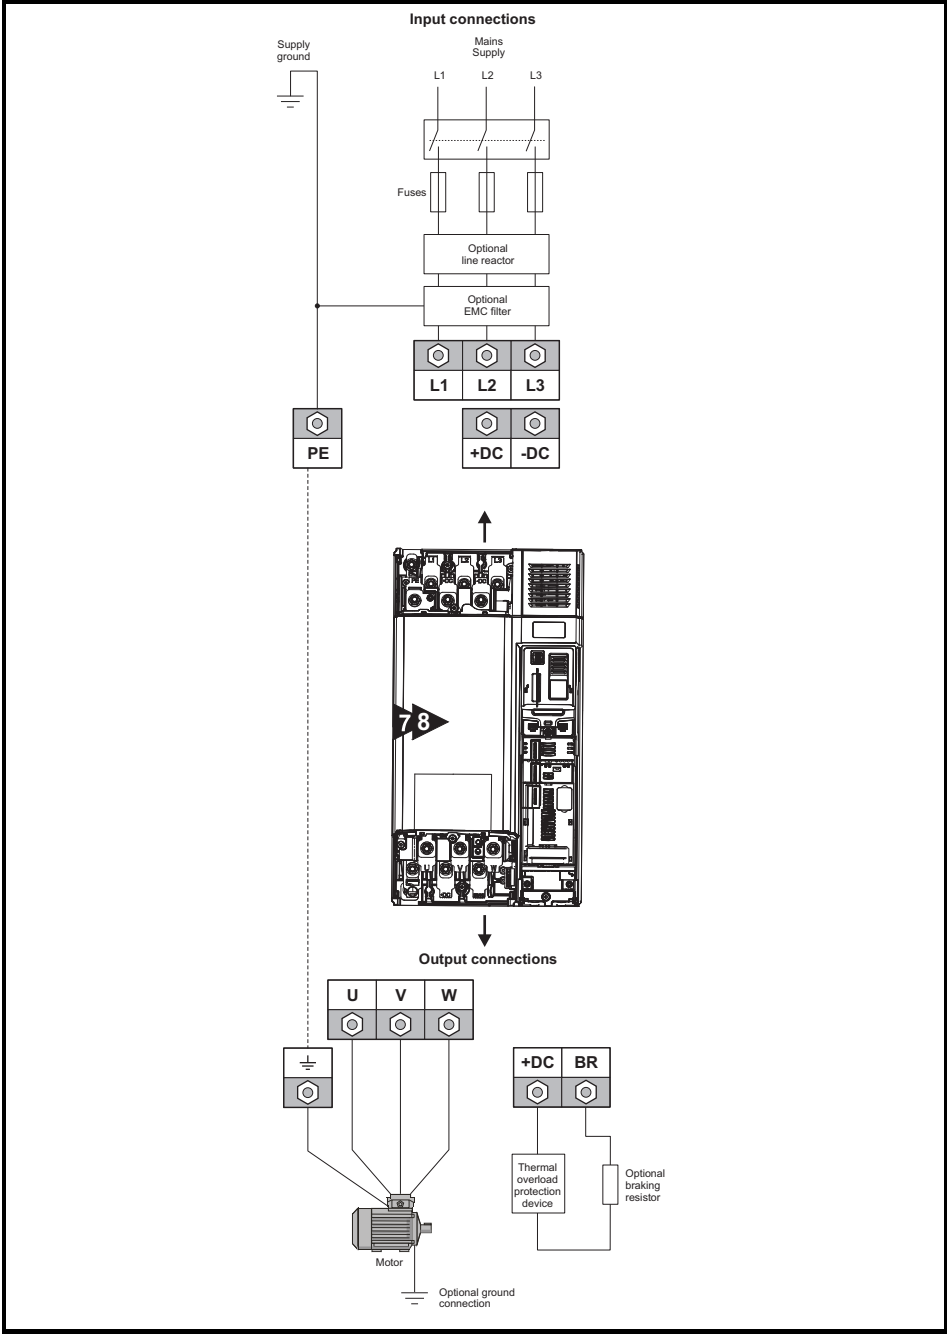 Input connections
Supply
ground
Mains
Supply
L1 L2 L3
Fuses
Optional
line reactor
Optional
EMC filter
L1 L2 L3
PE
+DC -DC
7 8
Output connections
U V W
+DC BR
Thermal
overload
protection
device
Optional
braking
resistor
Motor
Optional ground
connection